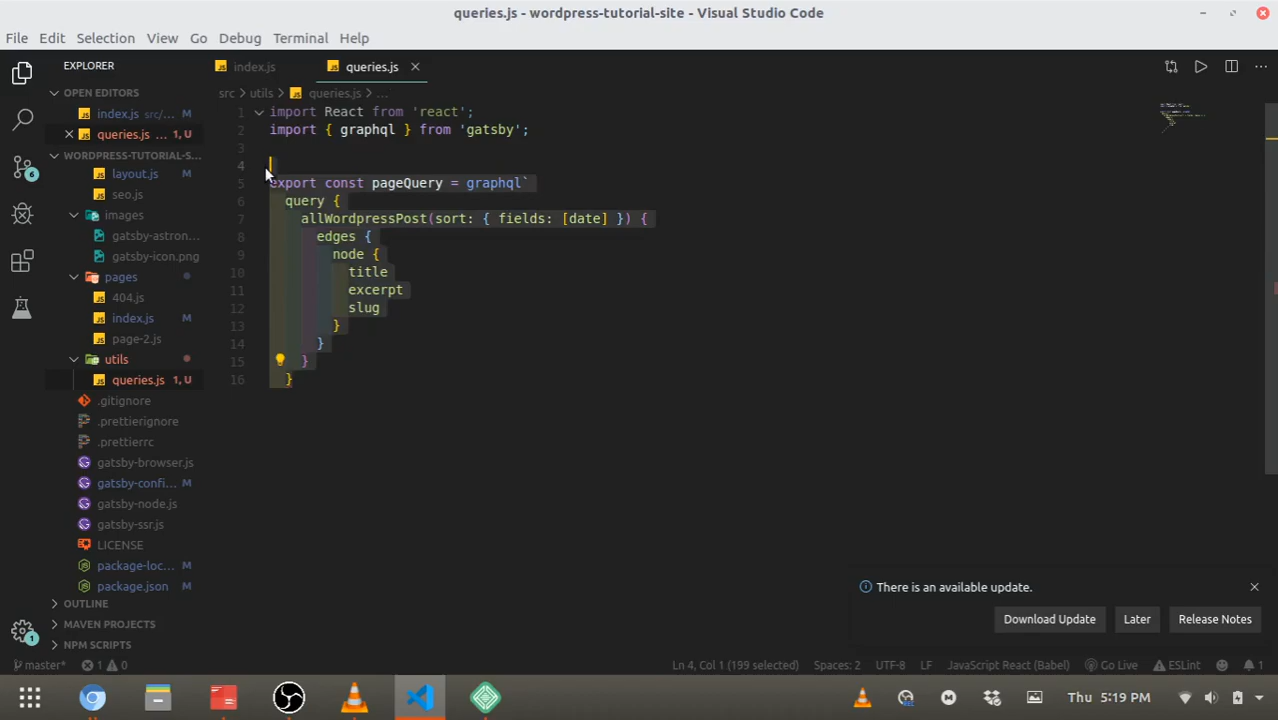 queries.js - wordpress-tutorial-site - Visual Studio Code
File Edit Selection View Go Debug Terminal Help
EXPLORER
OPEN EDITORS
index.js src/... M
queries.js ... 1, U
WORDPRESS-TUTORIAL-S...
layout.js M
seo.js
images
gatsby-astron...
gatsby-icon.png
pages
404.js
index.js M
page-2.js
utils
queries.js 1, U
.gitignore
.prettierignore
.prettierrc
gatsby-browser.js
gatsby-confi... M
gatsby-node.js
gatsby-ssr.js
LICENSE
package-loc... M
package.json M
OUTLINE
MAVEN PROJECTS
NPM SCRIPTS
index.js queries.js
src > utils > queries.js > ...
1 import React from 'react';
2 import { graphql } from 'gatsby';
3
4
5 export const pageQuery = graphql`
6 query {
7 allWordpressPost(sort: { fields: [date] }) {
8 edges {
9 node {
10 title
11 excerpt
12 slug
13 }
14 }
15 }
16 }
There is an available update.
Download Update Later Release Notes
1
master* 1 0 Ln 4, Col 1 (199 selected) Spaces: 2 UTF-8 LF JavaScript React (Babel) Go Live ESLint 1
Thu 5:19 PM